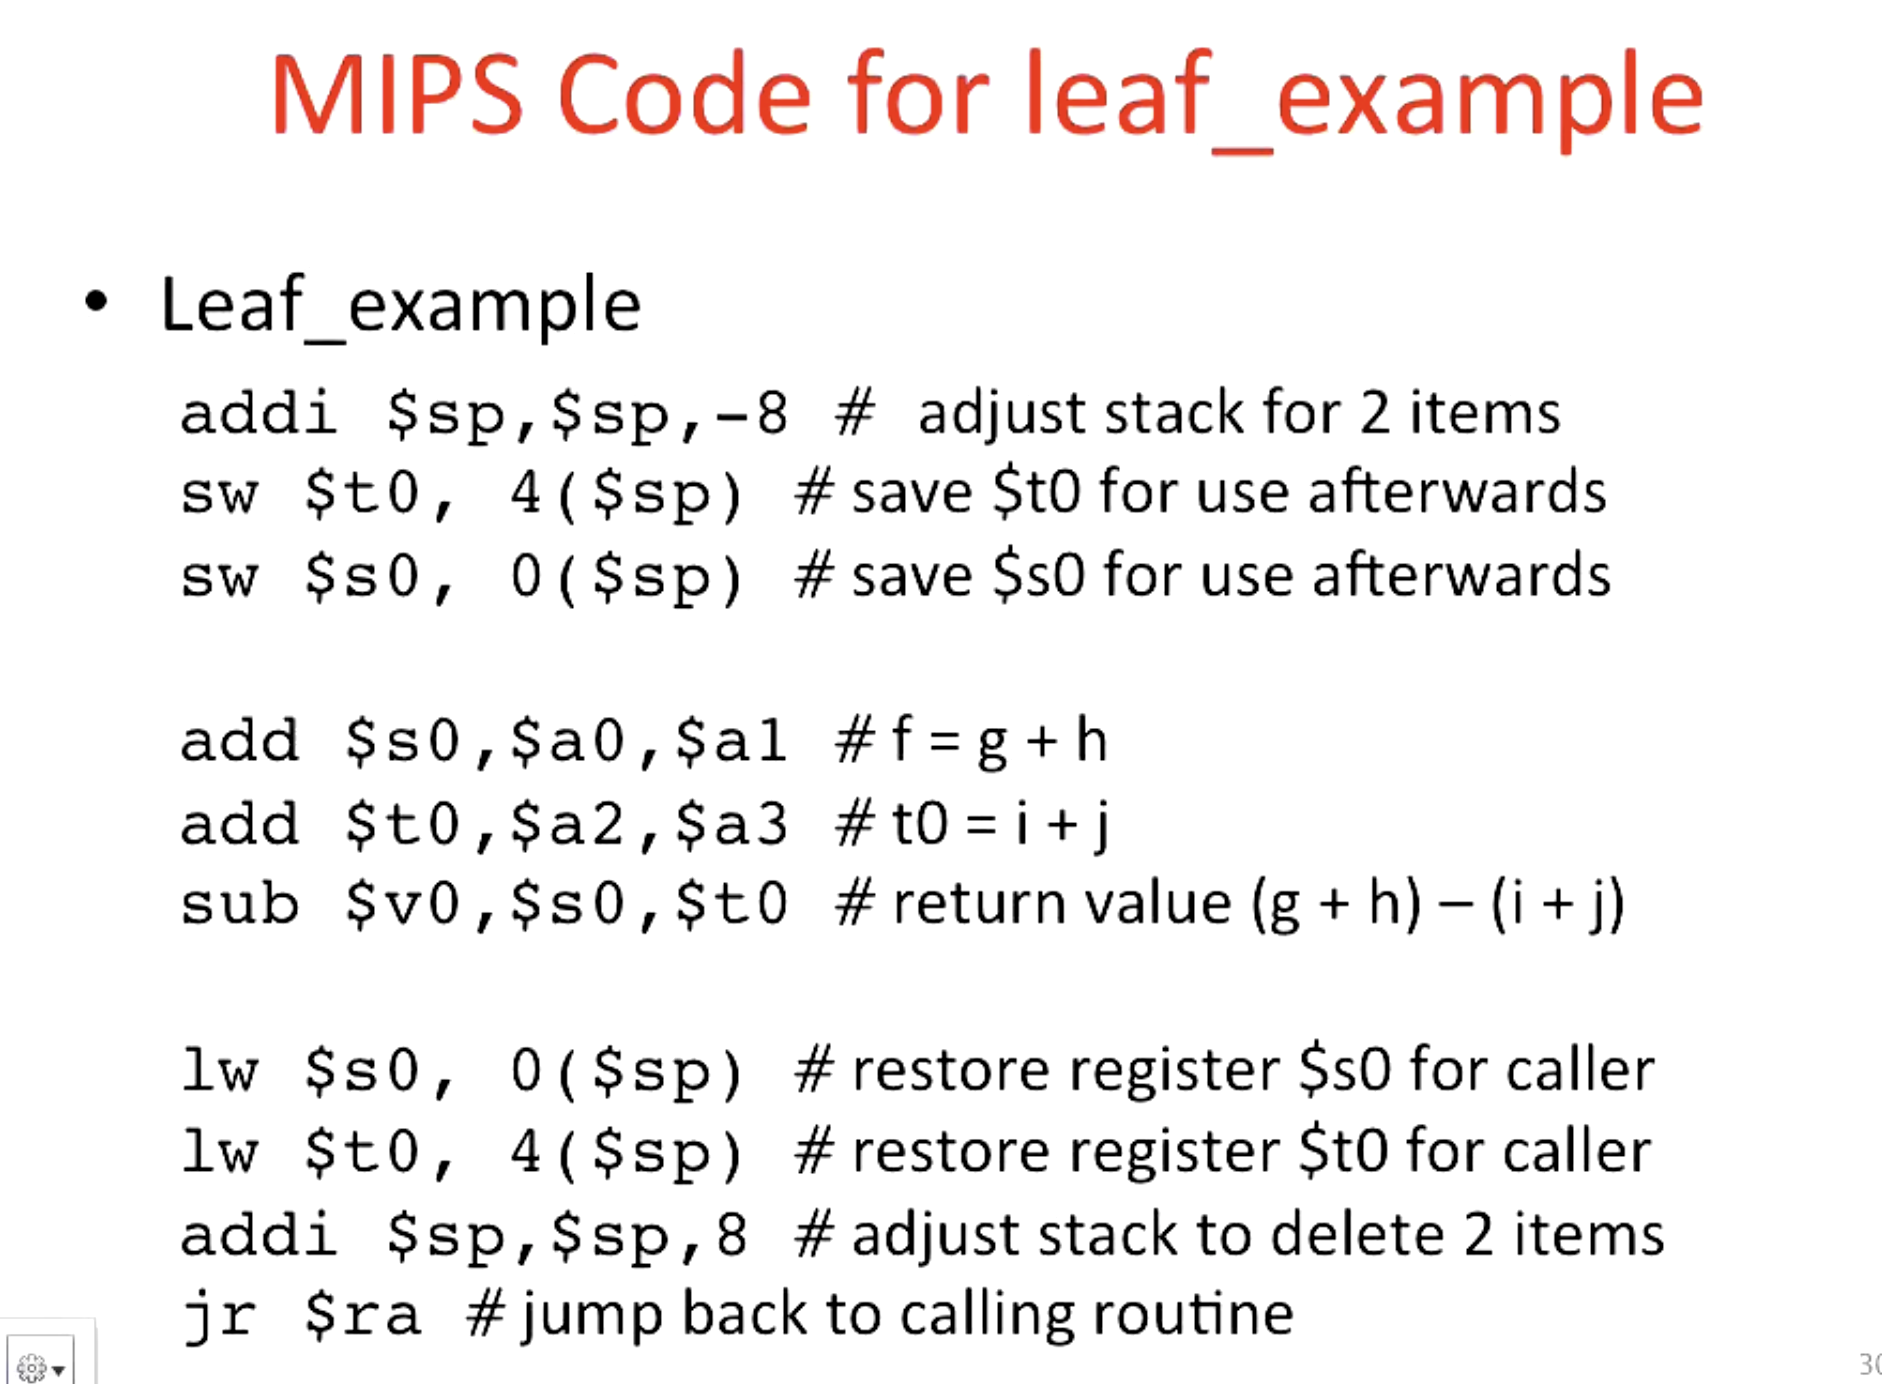 MIPS Code for leaf_example
• Leaf_example
addi $sp,$sp,-8 # adjust stack for 2 items
sw $t0, 4($sp) # save $t0 for use afterwards
sw $s0, 0($sp) # save $s0 for use afterwards
add $s0,$a0,$a1 # f = g + h
add $t0,$a2,$a3 # t0 = i + j
sub $v0,$s0,$t0 # return value (g + h) – (i + j)
lw $s0, 0($sp) # restore register $s0 for caller
lw $t0, 4($sp) # restore register $t0 for caller
addi $sp,$sp,8 # adjust stack to delete 2 items
jr $ra # jump back to calling routine